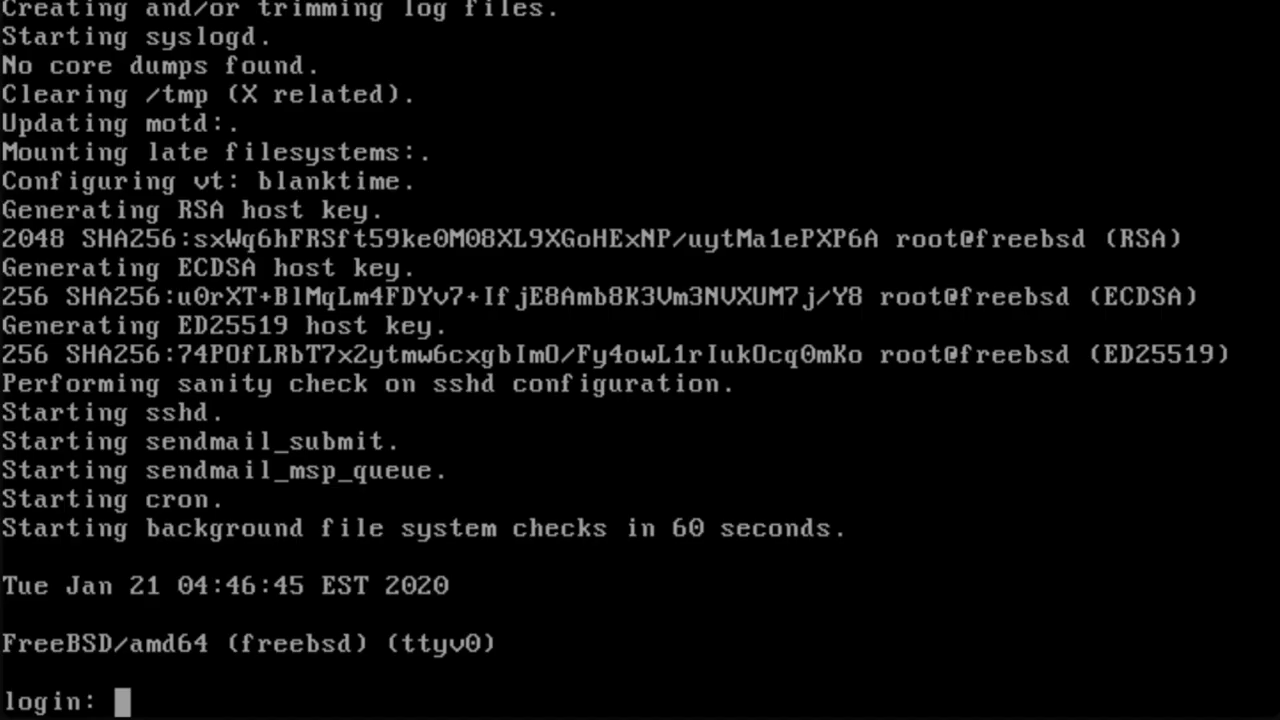 Creating and/or trimming log files.
Starting syslogd.
No core dumps found.
Clearing /tmp (X related).
Updating motd:.
Mounting late filesystems:.
Configuring vt: blanktime.
Generating RSA host key.
2048 SHA256:sxWq6hFRSft59ke0M08XL9XGoHExNP/uytMa1ePXP6A root@freebsd (RSA)
Generating ECDSA host key.
256 SHA256:u0rXT+BlMqLm4FDYv7+IfjE8Amb8K3Vm3NVXUM7j/Y8 root@freebsd (ECDSA)
Generating ED25519 host key.
256 SHA256:74POfLRbT7x2ytmw6cxgbImO/Fy4owL1rIukOcq0mKo root@freebsd (ED25519)
Performing sanity check on sshd configuration.
Starting sshd.
Starting sendmail_submit.
Starting sendmail_msp_queue.
Starting cron.
Starting background file system checks in 60 seconds.
Tue Jan 21 04:46:45 EST 2020
FreeBSD/amd64 (freebsd) (ttyv0)
login: